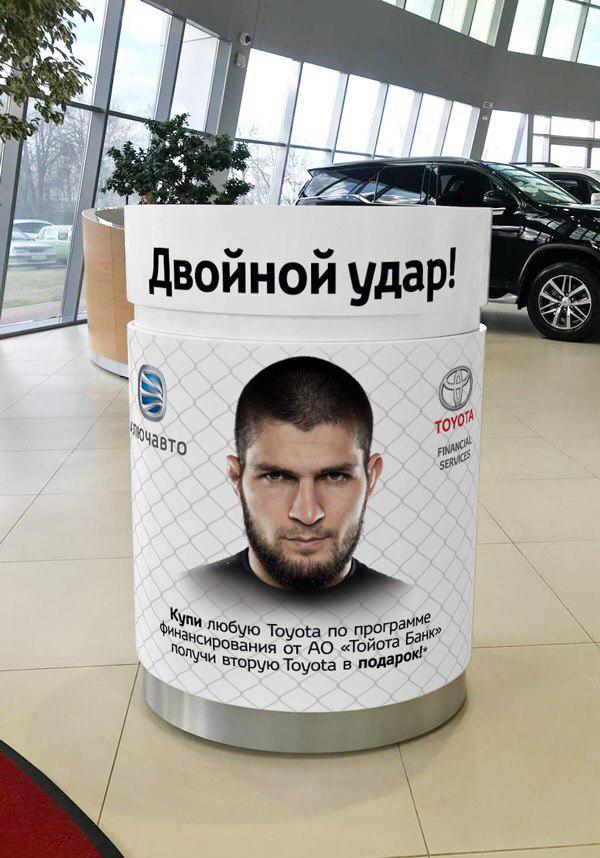 Двойной удар!
ключавто
TOYOTA
FINANCIAL
SERVICES
Купи любую Toyota по программе
финансирования от АО «Тойота Банк»
получи вторую Toyota в подарок!*